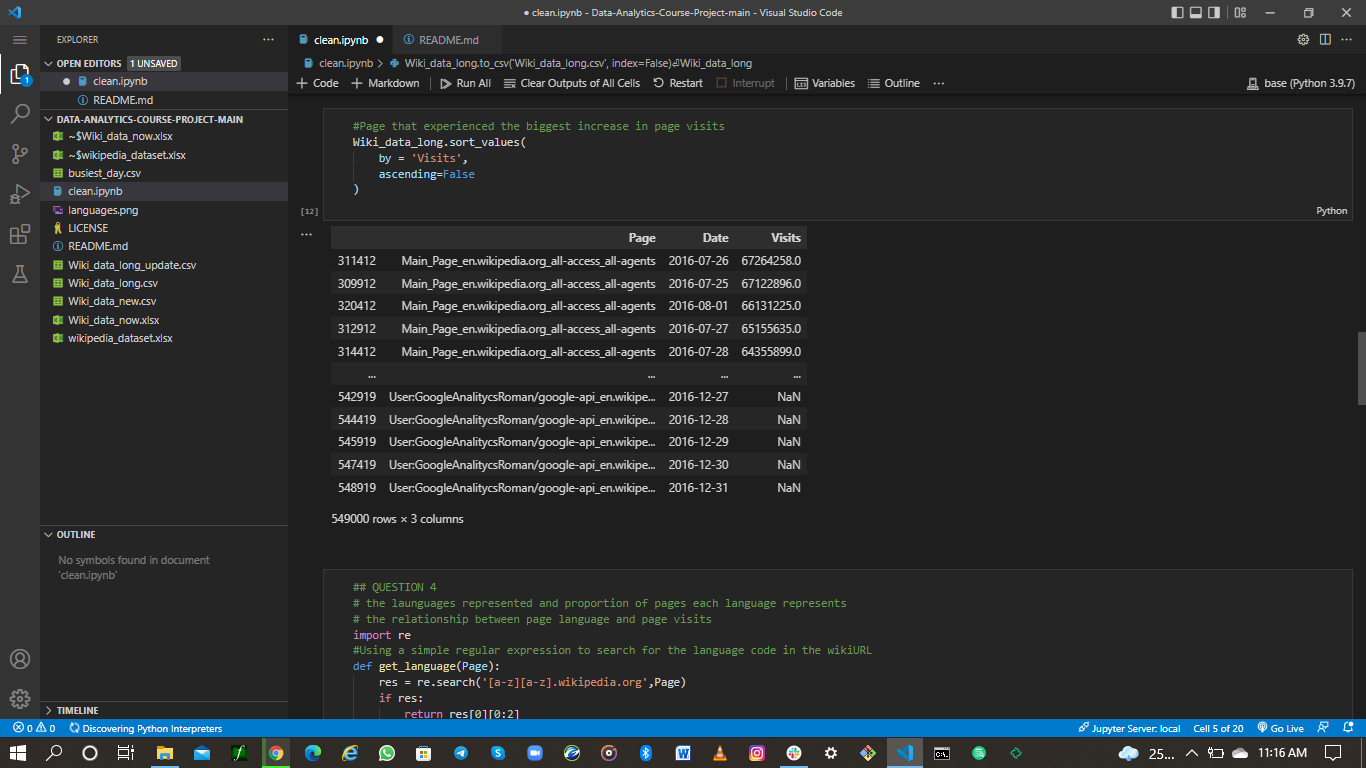 ● clean.ipynb - Data-Analytics-Course-Project-main - Visual Studio Code
EXPLORER
OPEN EDITORS 1 UNSAVED
clean.ipynb
README.md
DATA-ANALYTICS-COURSE-PROJECT-MAIN
~$Wiki_data_now.xlsx
~$wikipedia_dataset.xlsx
busiest_day.csv
clean.ipynb
languages.png
LICENSE
README.md
Wiki_data_long_update.csv
Wiki_data_long.csv
Wiki_data_new.csv
Wiki_data_now.xlsx
wikipedia_dataset.xlsx
OUTLINE
No symbols found in document
'clean.ipynb'
TIMELINE
1
clean.ipynb ● README.md
clean.ipynb > Wiki_data_long.to_csv('Wiki_data_long.csv', index=False)⏎Wiki_data_long
+ Code + Markdown Run All Clear Outputs of All Cells Restart Interrupt Variables Outline ··· base (Python 3.9.7)
#Page that experienced the biggest increase in page visits
Wiki_data_long.sort_values(
by = 'Visits',
ascending=False
)
[12] Python
Page Date Visits
311412 Main_Page_en.wikipedia.org_all-access_all-agents 2016-07-26 67264258.0
309912 Main_Page_en.wikipedia.org_all-access_all-agents 2016-07-25 67122896.0
320412 Main_Page_en.wikipedia.org_all-access_all-agents 2016-08-01 66131225.0
312912 Main_Page_en.wikipedia.org_all-access_all-agents 2016-07-27 65155635.0
314412 Main_Page_en.wikipedia.org_all-access_all-agents 2016-07-28 64355899.0
... ... ... ...
542919 User:GoogleAnalitycsRoman/google-api_en.wikipe... 2016-12-27 NaN
544419 User:GoogleAnalitycsRoman/google-api_en.wikipe... 2016-12-28 NaN
545919 User:GoogleAnalitycsRoman/google-api_en.wikipe... 2016-12-29 NaN
547419 User:GoogleAnalitycsRoman/google-api_en.wikipe... 2016-12-30 NaN
548919 User:GoogleAnalitycsRoman/google-api_en.wikipe... 2016-12-31 NaN
549000 rows × 3 columns
## QUESTION 4
# the launguages represented and proportion of pages each language represents
# the relationship between page language and page visits
import re
#Using a simple regular expression to search for the language code in the wikiURL
def get_language(Page):
res = re.search('[a-z][a-z].wikipedia.org',Page)
if res:
return res[0][0:2]
0 0 Discovering Python Interpreters Jupyter Server: local Cell 5 of 20 Go Live
25... 11:16 AM